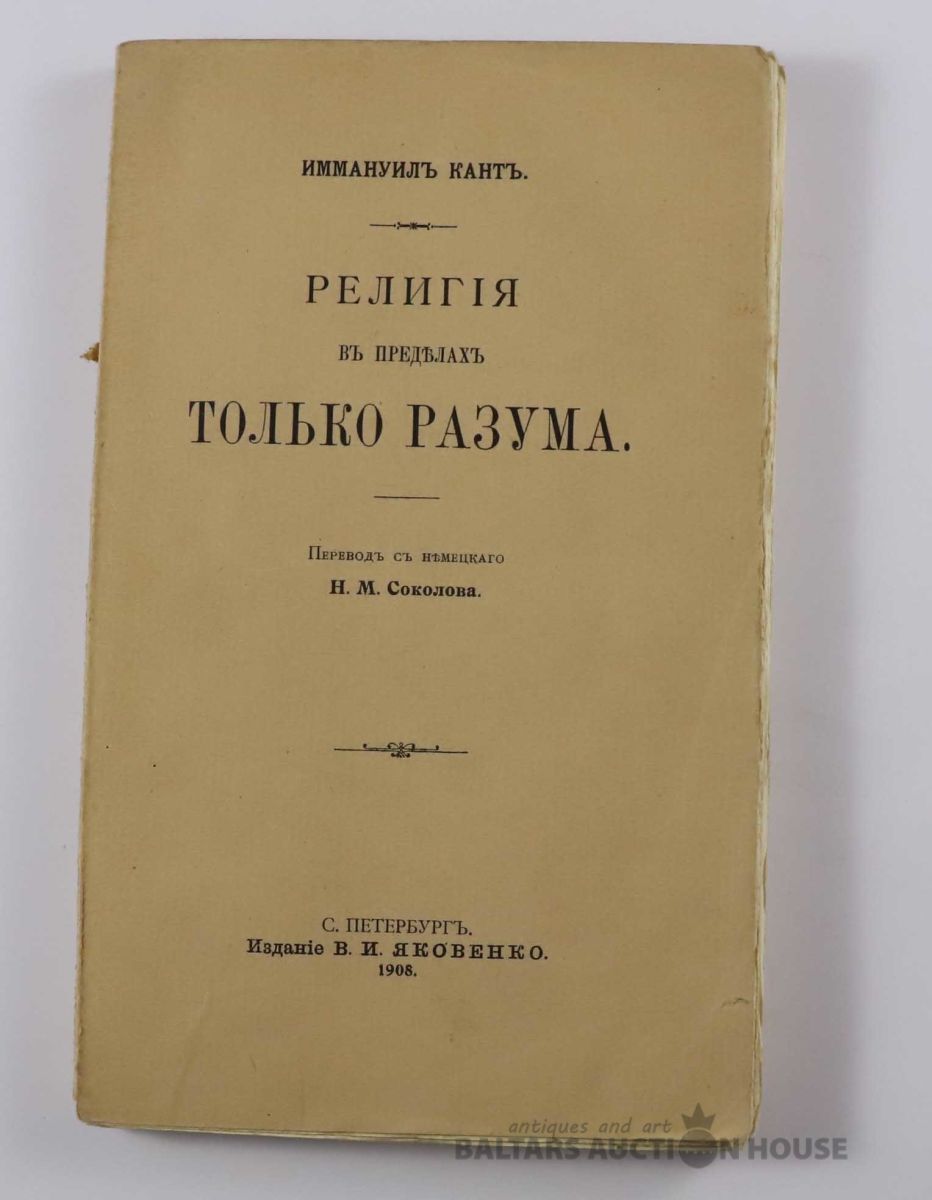 ИММАНУИЛЪ КАНТЪ.
РЕЛИГІЯ
ВЪ ПРЕДѢЛАХЪ
ТОЛЬКО РАЗУМА.
ПЕРЕВОДЪ СЪ НѢМЕЦКАГО
Н. М. Соколова.
С. ПЕТЕРБУРГЪ.
Изданіе В. И. ЯКОВЕНКО.
1908.
antiques and art
BALTARS AUCTION HOUSE